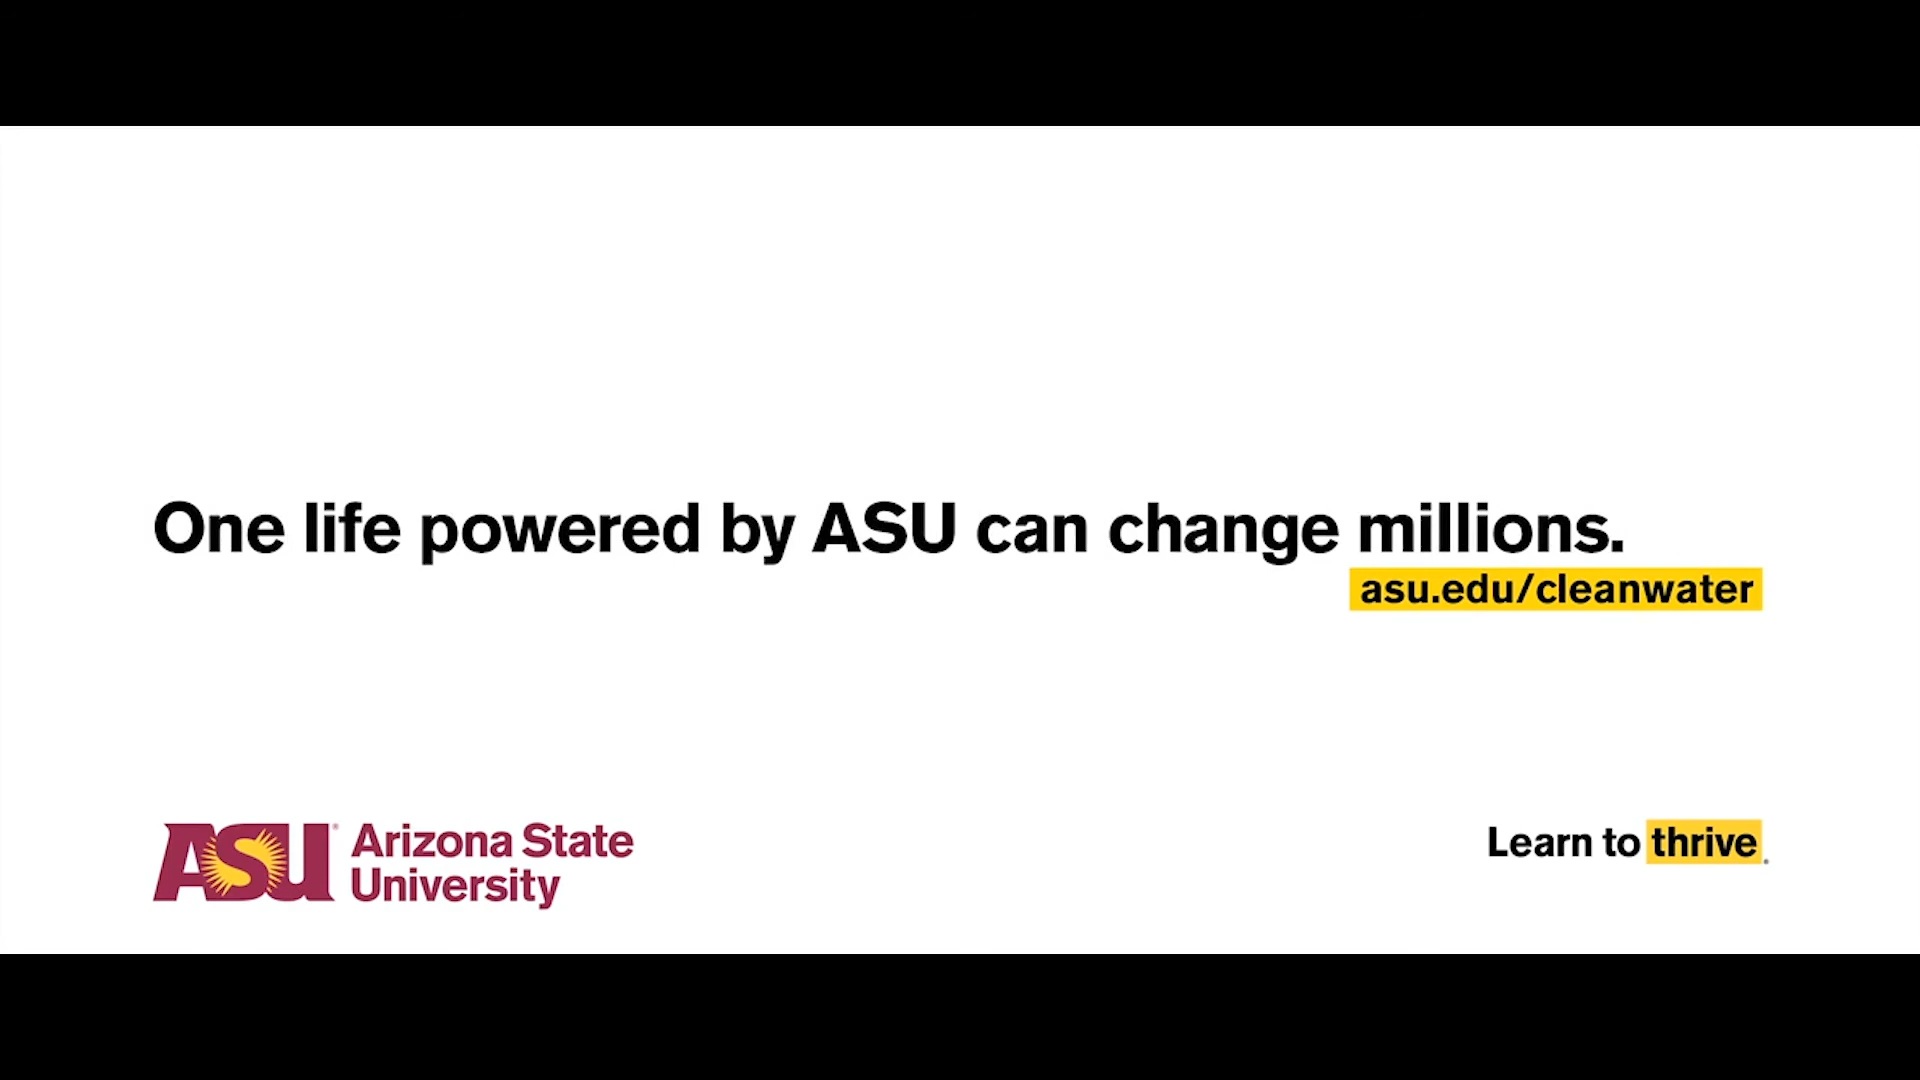 One life powered by ASU can change millions.
asu.edu/cleanwater
ASU® Arizona State
University
Learn to thrive®